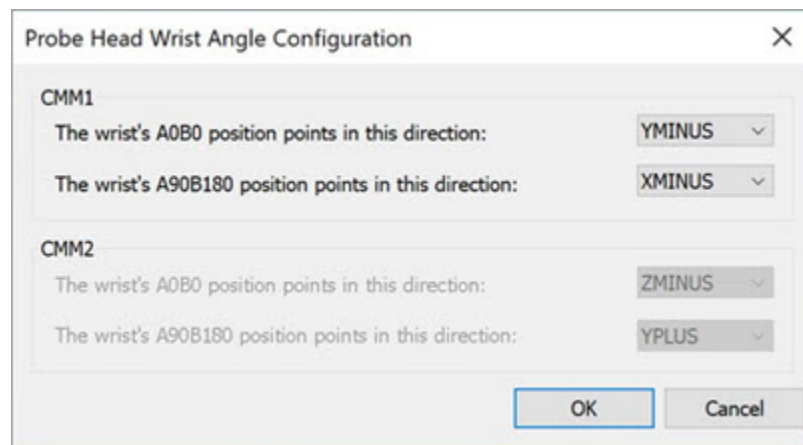 Probe Head Wrist Angle Configuration
CMM1
The wrist's A0B0 position points in this direction: YMINUS
The wrist's A90B180 position points in this direction: XMINUS
CMM2
The wrist's A0B0 position points in this direction: ZMINUS
The wrist's A90B180 position points in this direction: YPLUS
OK Cancel